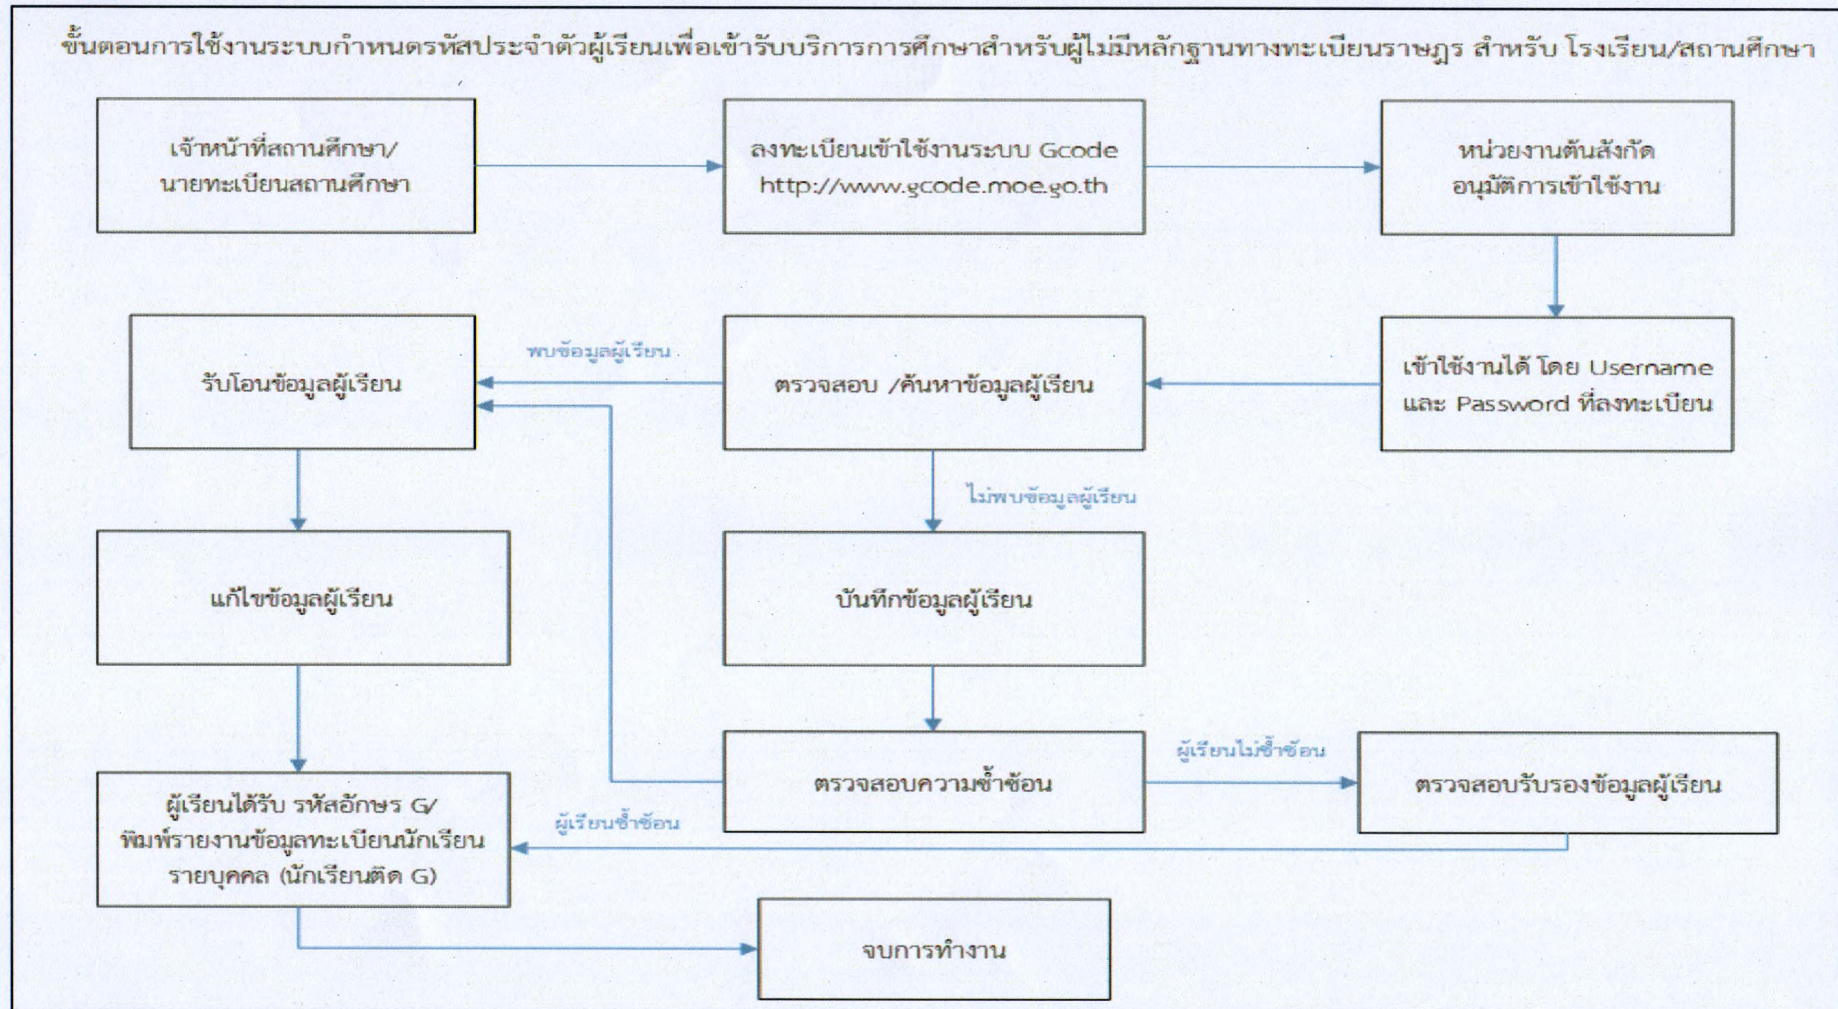 ขั้นตอนการใช้งานระบบกำหนดรหัสประจำตัวผู้เรียนเพื่อเข้ารับบริการการศึกษาสำหรับผู้ไม่มีหลักฐานทางทะเบียนราษฎร สำหรับ โรงเรียน/สถานศึกษา
เจ้าหน้าที่สถานศึกษา/
นายทะเบียนสถานศึกษา
ลงทะเบียนเข้าใช้งานระบบ Gcode
http://www.gcode.moe.go.th
หน่วยงานต้นสังกัด
อนุมัติการเข้าใช้งาน
รับโอนข้อมูลผู้เรียน
พบข้อมูลผู้เรียน
ตรวจสอบ /ค้นหาข้อมูลผู้เรียน
เข้าใช้งานได้ โดย Username
และ Password ที่ลงทะเบียน
ไม่พบข้อมูลผู้เรียน
แก้ไขข้อมูลผู้เรียน
บันทึกข้อมูลผู้เรียน
ผู้เรียนได้รับ รหัสอักษร G/
พิมพ์รายงานข้อมูลทะเบียนนักเรียน
รายบุคคล (นักเรียนติด G)
ผู้เรียนซ้ำซ้อน
ตรวจสอบความซ้ำซ้อน
ผู้เรียนไม่ซ้ำซ้อน
ตรวจสอบรับรองข้อมูลผู้เรียน
จบการทำงาน